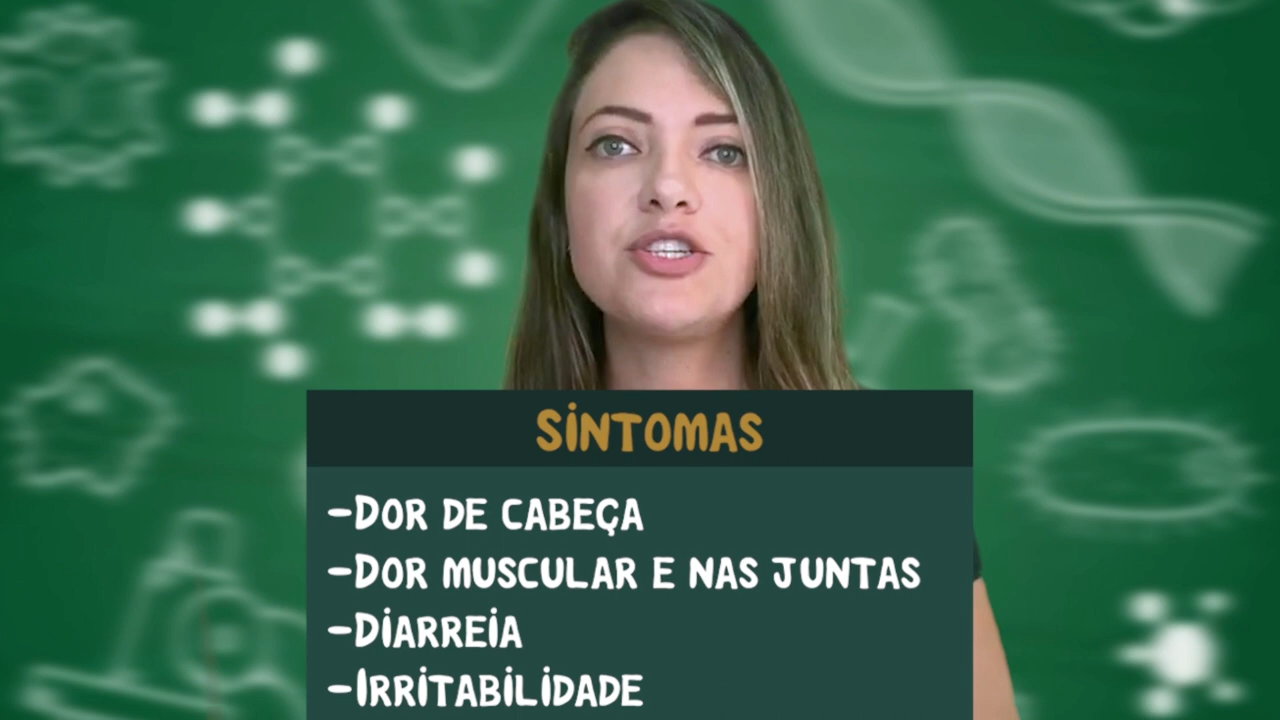 SINTOMAS
-DOR DE CABEÇA
-DOR MUSCULAR E NAS JUNTAS
-DIARREIA
-IRRITABILIDADE